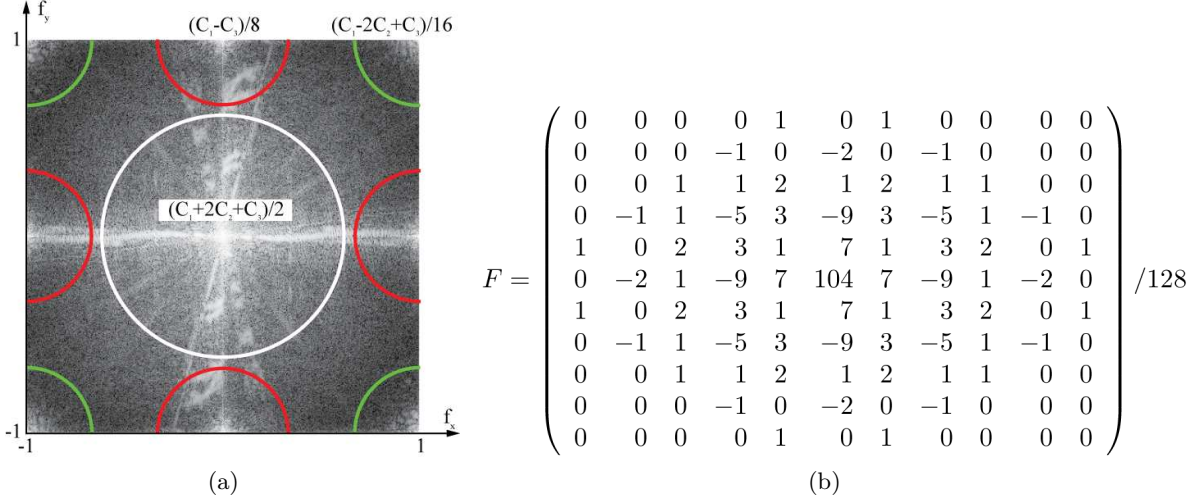 f_y
(C_1-C_3)/8
(C_1-2C_2+C_3)/16
1
(C_1+2C_2+C_3)/2
f_x
-1
-1
1
(a)
F =
0 0 0 0 1 0 1 0 0 0 0
0 0 0 −1 0 −2 0 −1 0 0 0
0 0 1 1 2 1 2 1 1 0 0
0 −1 1 −5 3 −9 3 −5 1 −1 0
1 0 2 3 1 7 1 3 2 0 1
0 −2 1 −9 7 104 7 −9 1 −2 0
1 0 2 3 1 7 1 3 2 0 1
0 −1 1 −5 3 −9 3 −5 1 −1 0
0 0 1 1 2 1 2 1 1 0 0
0 0 0 −1 0 −2 0 −1 0 0 0
0 0 0 0 1 0 1 0 0 0 0
/128
(b)